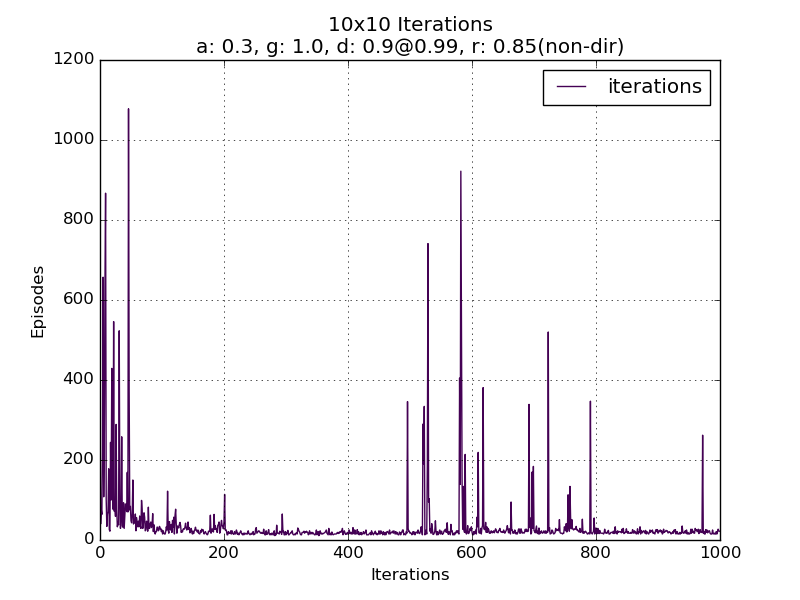 10x10 Iterations
a: 0.3, g: 1.0, d: 0.9@0.99, r: 0.85(non-dir)
iterations
1200
1000
800
600
400
200
0
Episodes
0 200 400 600 800 1000
Iterations